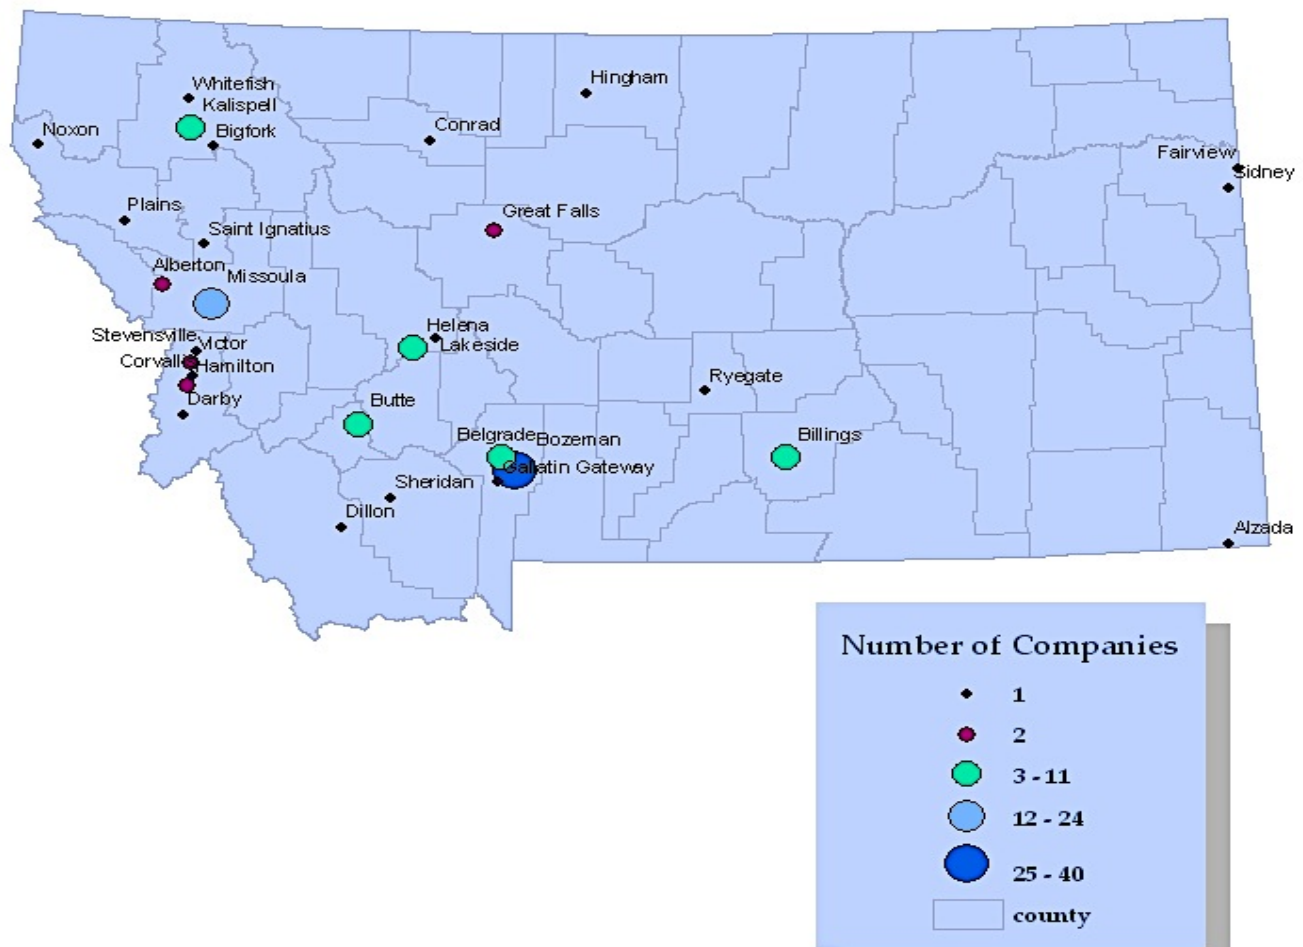 Whitefish
Hingham
Kalispell
Noxon
Bigfork
Conrad
Fairview
Sidney
Plains
Great Falls
Saint Ignatius
Alberton
Missoula
Stevensville
Victor
Helena
Lakeside
Hamilton
Ryegate
Darby
Butte
Belgrade
Bozeman
Billings
Gallatin Gateway
Sheridan
Dillon
Alzada
Number of Companies
1
2
3 - 11
12 - 24
25 - 40
county